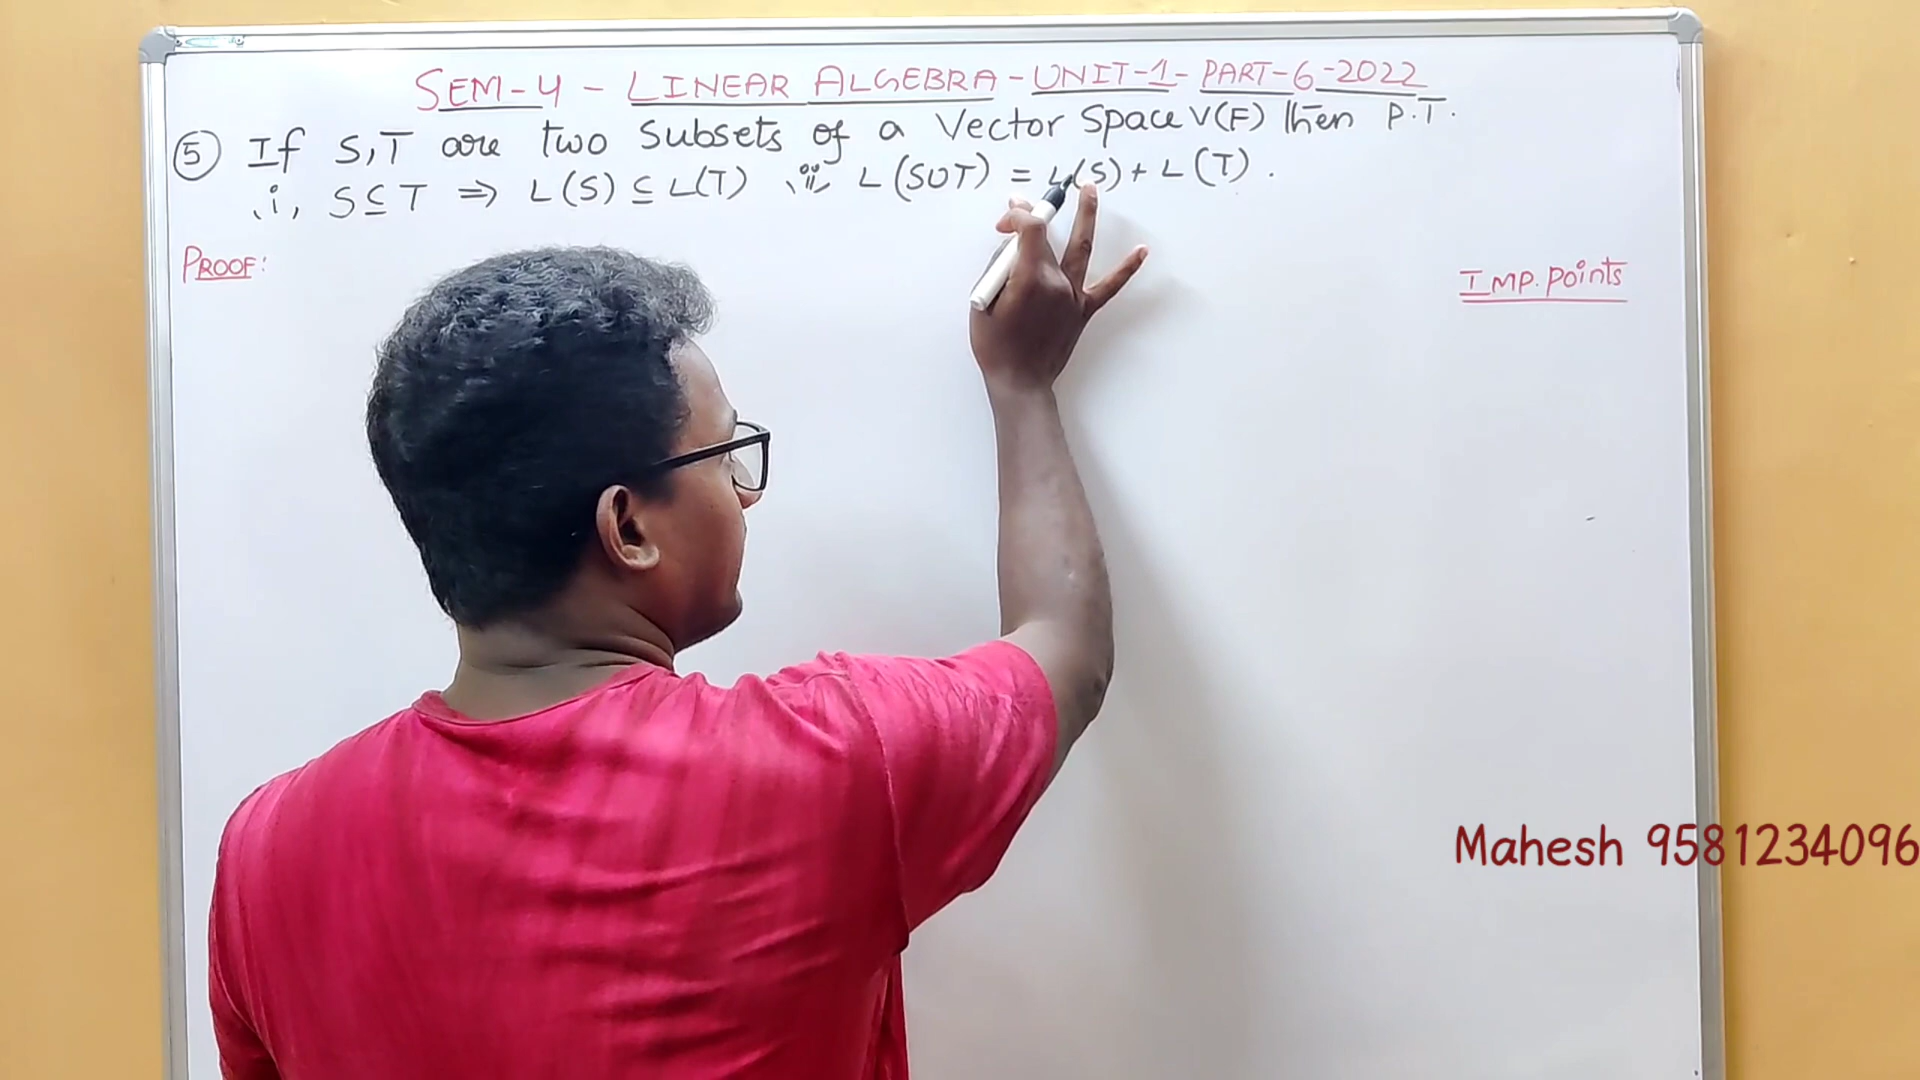 SEM-4 - LINEAR ALGEBRA - UNIT-1- PART-6-2022
⑤ If S,T are two Subsets of a Vector Space V(F) then P.T.
i, S⊆T ⇒ L(S) ⊆ L(T) ii, L(S∪T) = L(S) + L(T).
PROOF:
IMP. points
Mahesh 9581234096